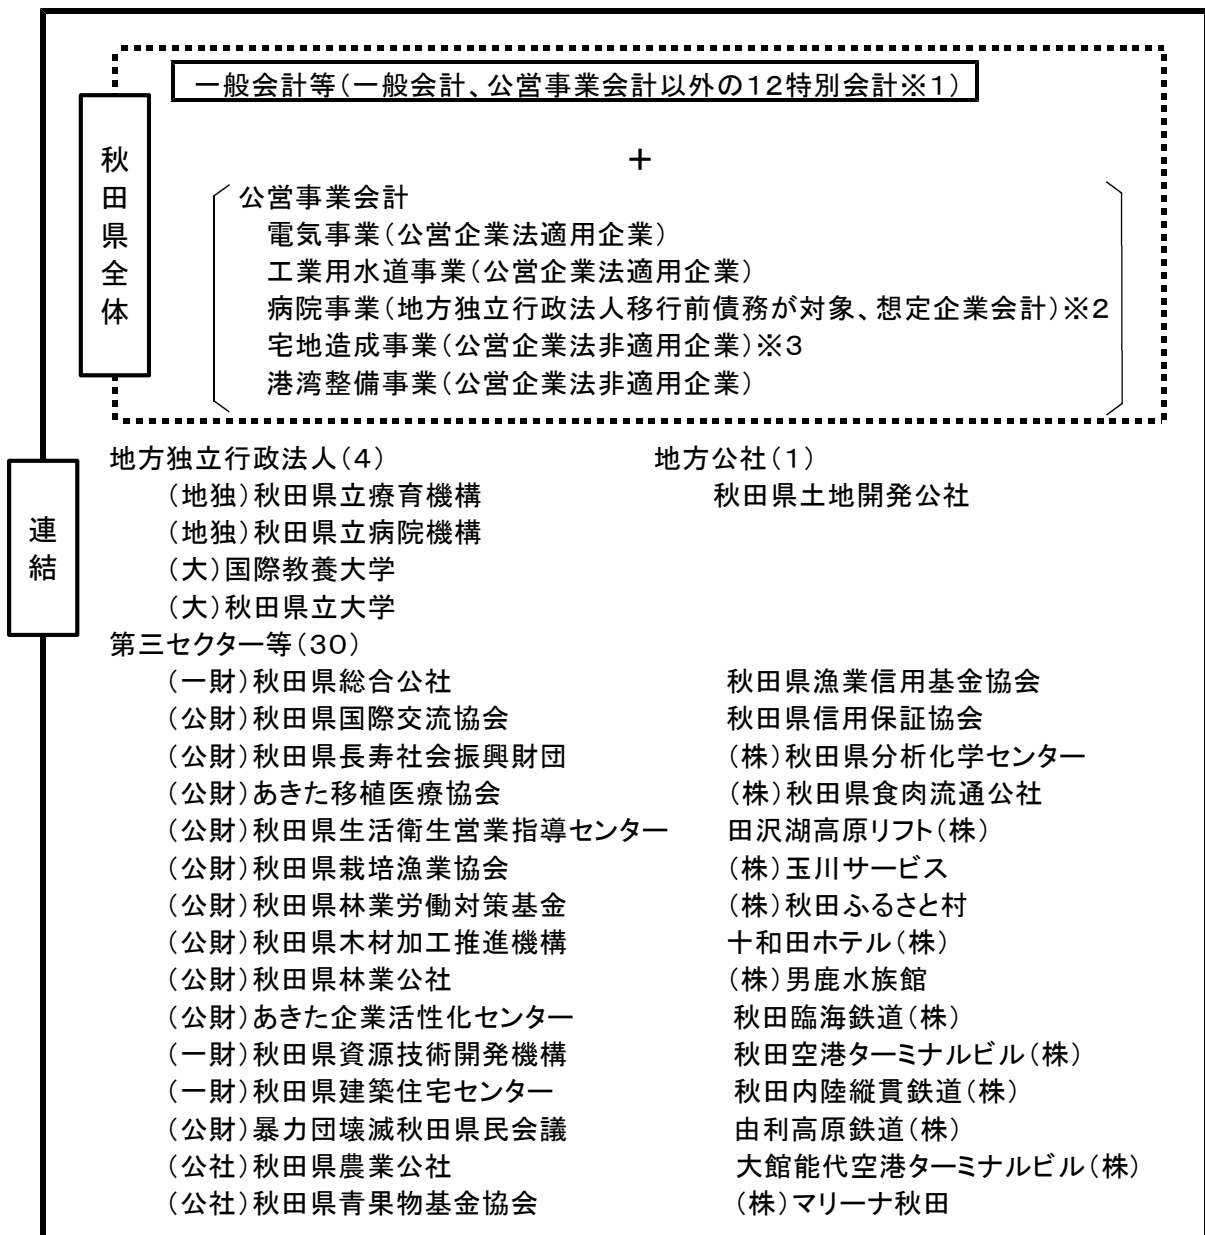 一般会計等(一般会計、公営事業会計以外の12特別会計※1)
秋田県全体
+
公営事業会計
電気事業(公営企業法適用企業)
工業用水道事業(公営企業法適用企業)
病院事業(地方独立行政法人移行前債務が対象、想定企業会計)※2
宅地造成事業(公営企業法非適用企業)※3
港湾整備事業(公営企業法非適用企業)
連結
地方独立行政法人(4)
(地独)秋田県立療育機構
(地独)秋田県立病院機構
(大)国際教養大学
(大)秋田県立大学
地方公社(1)
秋田県土地開発公社
第三セクター等(30)
(一財)秋田県総合公社
(公財)秋田県国際交流協会
(公財)秋田県長寿社会振興財団
(公財)あきた移植医療協会
(公財)秋田県生活衛生営業指導センター
(公財)秋田県栽培漁業協会
(公財)秋田県林業労働対策基金
(公財)秋田県木材加工推進機構
(公財)秋田県林業公社
(公財)あきた企業活性化センター
(一財)秋田県資源技術開発機構
(一財)秋田県建築住宅センター
(公財)暴力団壊滅秋田県民会議
(公社)秋田県農業公社
(公社)秋田県青果物基金協会
秋田県漁業信用基金協会
秋田県信用保証協会
(株)秋田県分析化学センター
(株)秋田県食肉流通公社
田沢湖高原リフト(株)
(株)玉川サービス
(株)秋田ふるさと村
十和田ホテル(株)
(株)男鹿水族館
秋田臨海鉄道(株)
秋田空港ターミナルビル(株)
秋田内陸縦貫鉄道(株)
由利高原鉄道(株)
大館能代空港ターミナルビル(株)
(株)マリーナ秋田